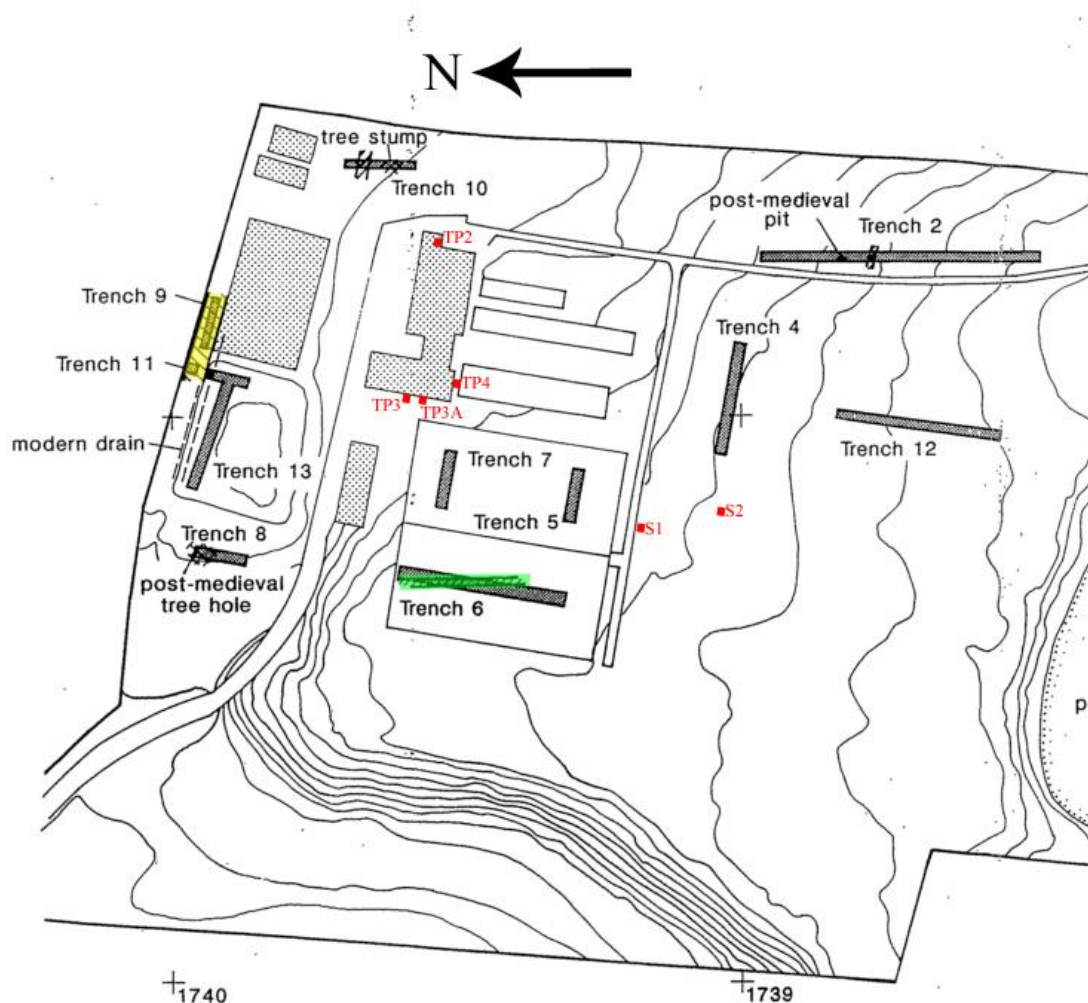 N
tree stump
Trench 10
post-medieval
pit
Trench 2
TP2
Trench 9
Trench 4
Trench 11
TP4
TP3
TP3A
Trench 12
modern drain
Trench 13
Trench 7
Trench 5
S2
S1
Trench 8
post-medieval
tree hole
Trench 6
p
1740
1739